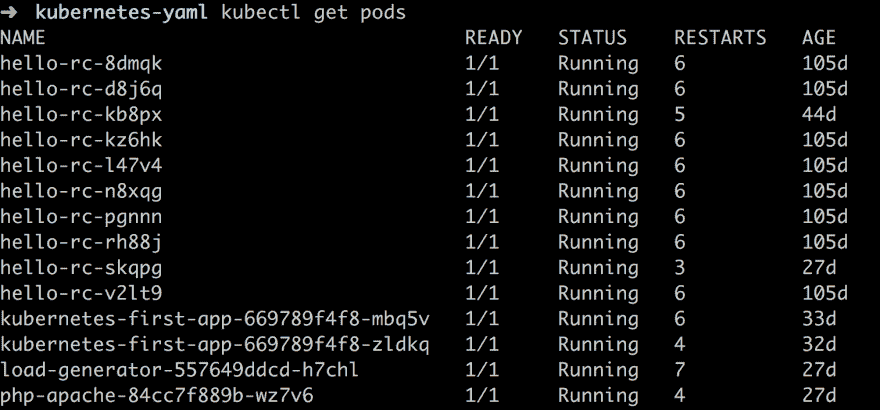 ➜ kubernetes-yaml kubectl get pods
NAME READY STATUS RESTARTS AGE
hello-rc-8dmqk 1/1 Running 6 105d
hello-rc-d8j6q 1/1 Running 6 105d
hello-rc-kb8px 1/1 Running 5 44d
hello-rc-kz6hk 1/1 Running 6 105d
hello-rc-l47v4 1/1 Running 6 105d
hello-rc-n8xqg 1/1 Running 6 105d
hello-rc-pgnnn 1/1 Running 6 105d
hello-rc-rh88j 1/1 Running 6 105d
hello-rc-skqpg 1/1 Running 3 27d
hello-rc-v2lt9 1/1 Running 6 105d
kubernetes-first-app-669789f4f8-mbq5v 1/1 Running 6 33d
kubernetes-first-app-669789f4f8-zldkq 1/1 Running 4 32d
load-generator-557649ddcd-h7chl 1/1 Running 7 27d
php-apache-84cc7f889b-wz7v6 1/1 Running 4 27d